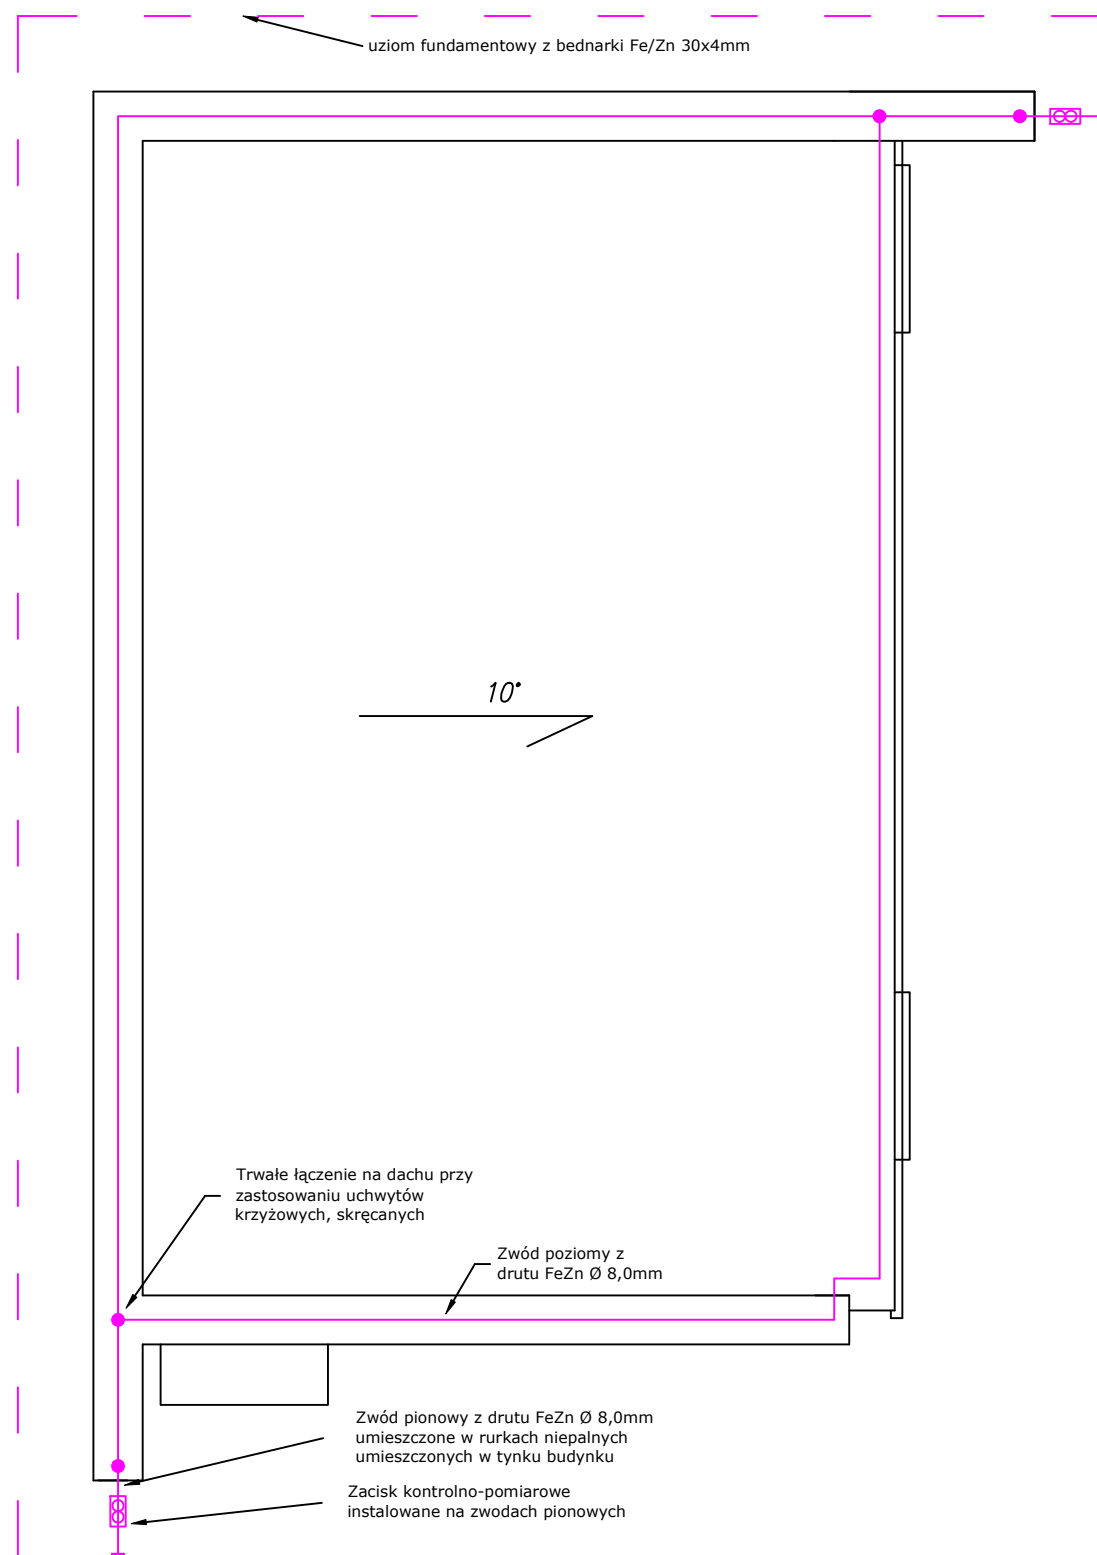 uziom fundamentowy z bednarki Fe/Zn 30x4mm
10°
Trwałe łączenie na dachu przy
zastosowaniu uchwytów
krzyżowych, skręcanych
Zwód poziomy z
drutu FeZn Ø 8,0mm
Zwód pionowy z drutu FeZn Ø 8,0mm
umieszczone w rurkach niepalnych
umieszczonych w tynku budynku
Zacisk kontrolno-pomiarowe
instalowane na zwodach pionowych